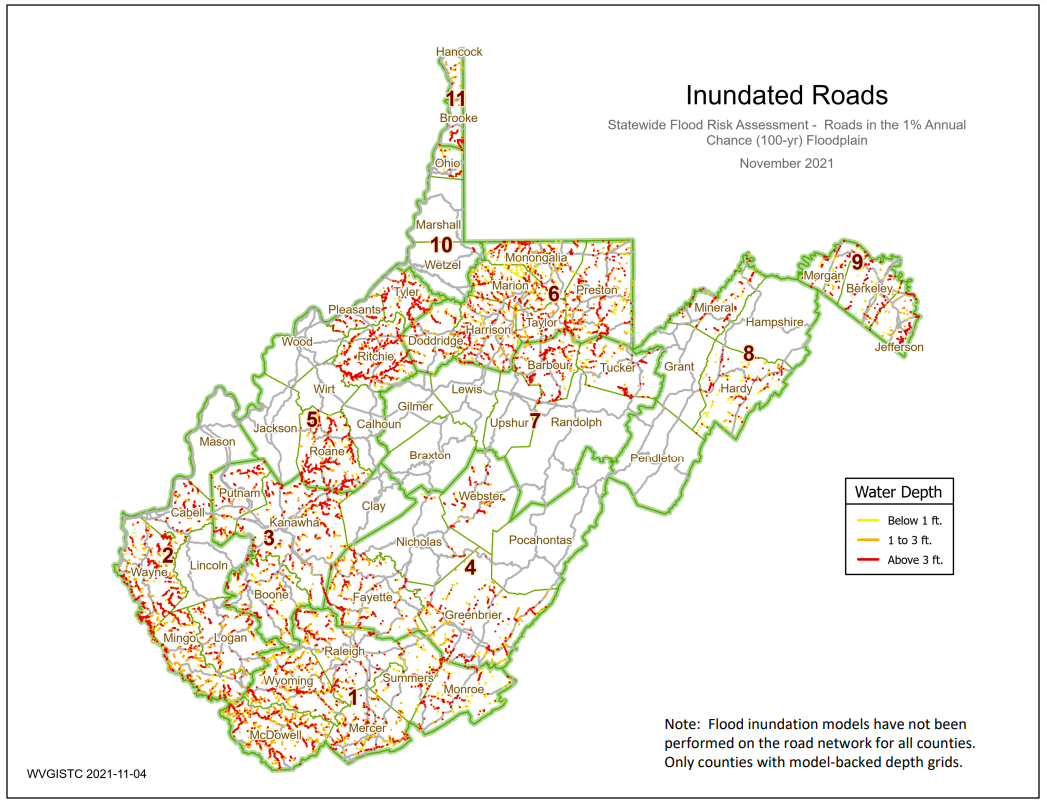 Inundated Roads
Statewide Flood Risk Assessment - Roads in the 1% Annual
Chance (100-yr) Floodplain
November 2021
Hancock
11
Brooke
Ohio
Marshall
10
Wetzel
Monongalia
Marion
6
Preston
Tyler
Pleasants
Harrison
Taylor
Doddridge
Wood
Ritchie
Barbour
Tucker
9
Morgan
Berkeley
Jefferson
Mineral
Hampshire
8
Grant
Hardy
Pendleton
Wirt
Lewis
Gilmer
Calhoun
5
Jackson
Roane
Upshur
7
Randolph
Braxton
Mason
Putnam
Cabell
Kanawha
3
Clay
Webster
Nicholas
Pocahontas
2
Wayne
Lincoln
4
Boone
Fayette
Greenbrier
Mingo
Logan
Raleigh
Wyoming
Summers
Monroe
1
Mercer
McDowell
Water Depth
Below 1 ft.
1 to 3 ft.
Above 3 ft.
Note: Flood inundation models have not been
performed on the road network for all counties.
Only counties with model-backed depth grids.
WVGISTC 2021-11-04